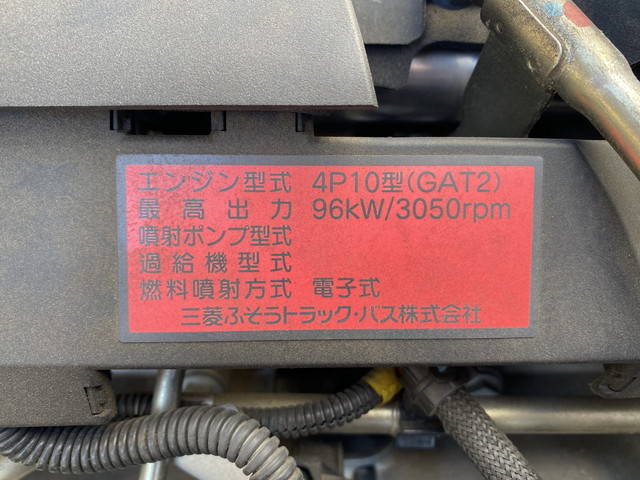 エンジン型式 4P10型(GAT2)
最高出力 96kW/3050rpm
噴射ポンプ型式
過給機型式
燃料噴射方式 電子式
三菱ふそうトラック・バス株式会社